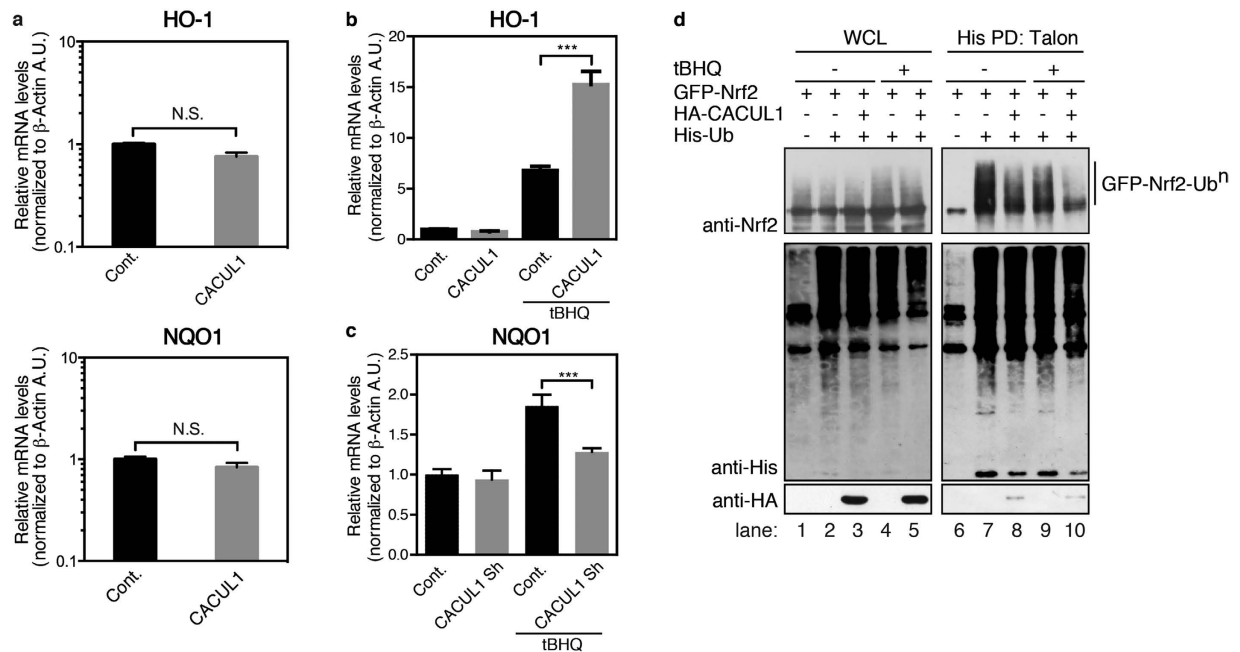 a
HO-1
Relative mRNA levels
(normalized to β-Actin A.U.)
10
1
0.1
N.S.
Cont.
CACUL1
NQO1
Relative mRNA levels
(normalized to β-Actin A.U.)
10
1
0.1
N.S.
Cont.
CACUL1
b
HO-1
Relative mRNA levels
(normalized to β-Actin A.U.)
20
15
10
5
0
***
Cont.
CACUL1
Cont.
CACUL1
tBHQ
c
NQO1
Relative mRNA levels
(normalized to β-Actin A.U.)
2.5
2.0
1.5
1.0
0.5
0.0
***
Cont.
CACUL1 Sh
Cont.
CACUL1 Sh
tBHQ
d
WCL His PD: Talon
tBHQ - + - +
GFP-Nrf2 + + + + + + + + + +
HA-CACUL1 - - + - + - - + - +
His-Ub - + + + + - + + + +
GFP-Nrf2-Ubⁿ
anti-Nrf2
anti-His
anti-HA
lane: 1 2 3 4 5 6 7 8 9 10